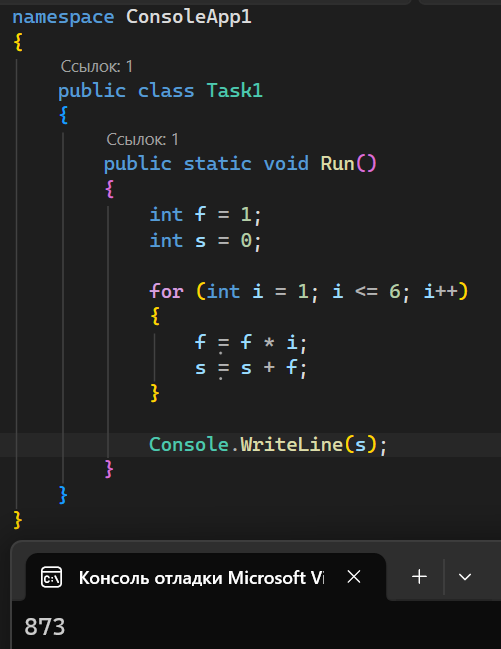 namespace ConsoleApp1
{
Ссылок: 1
public class Task1
{
Ссылок: 1
public static void Run()
{
int f = 1;
int s = 0;
for (int i = 1; i <= 6; i++)
{
f = f * i;
s = s + f;
}
Console.WriteLine(s);
}
}
}
Консоль отладки Microsoft Vi
873